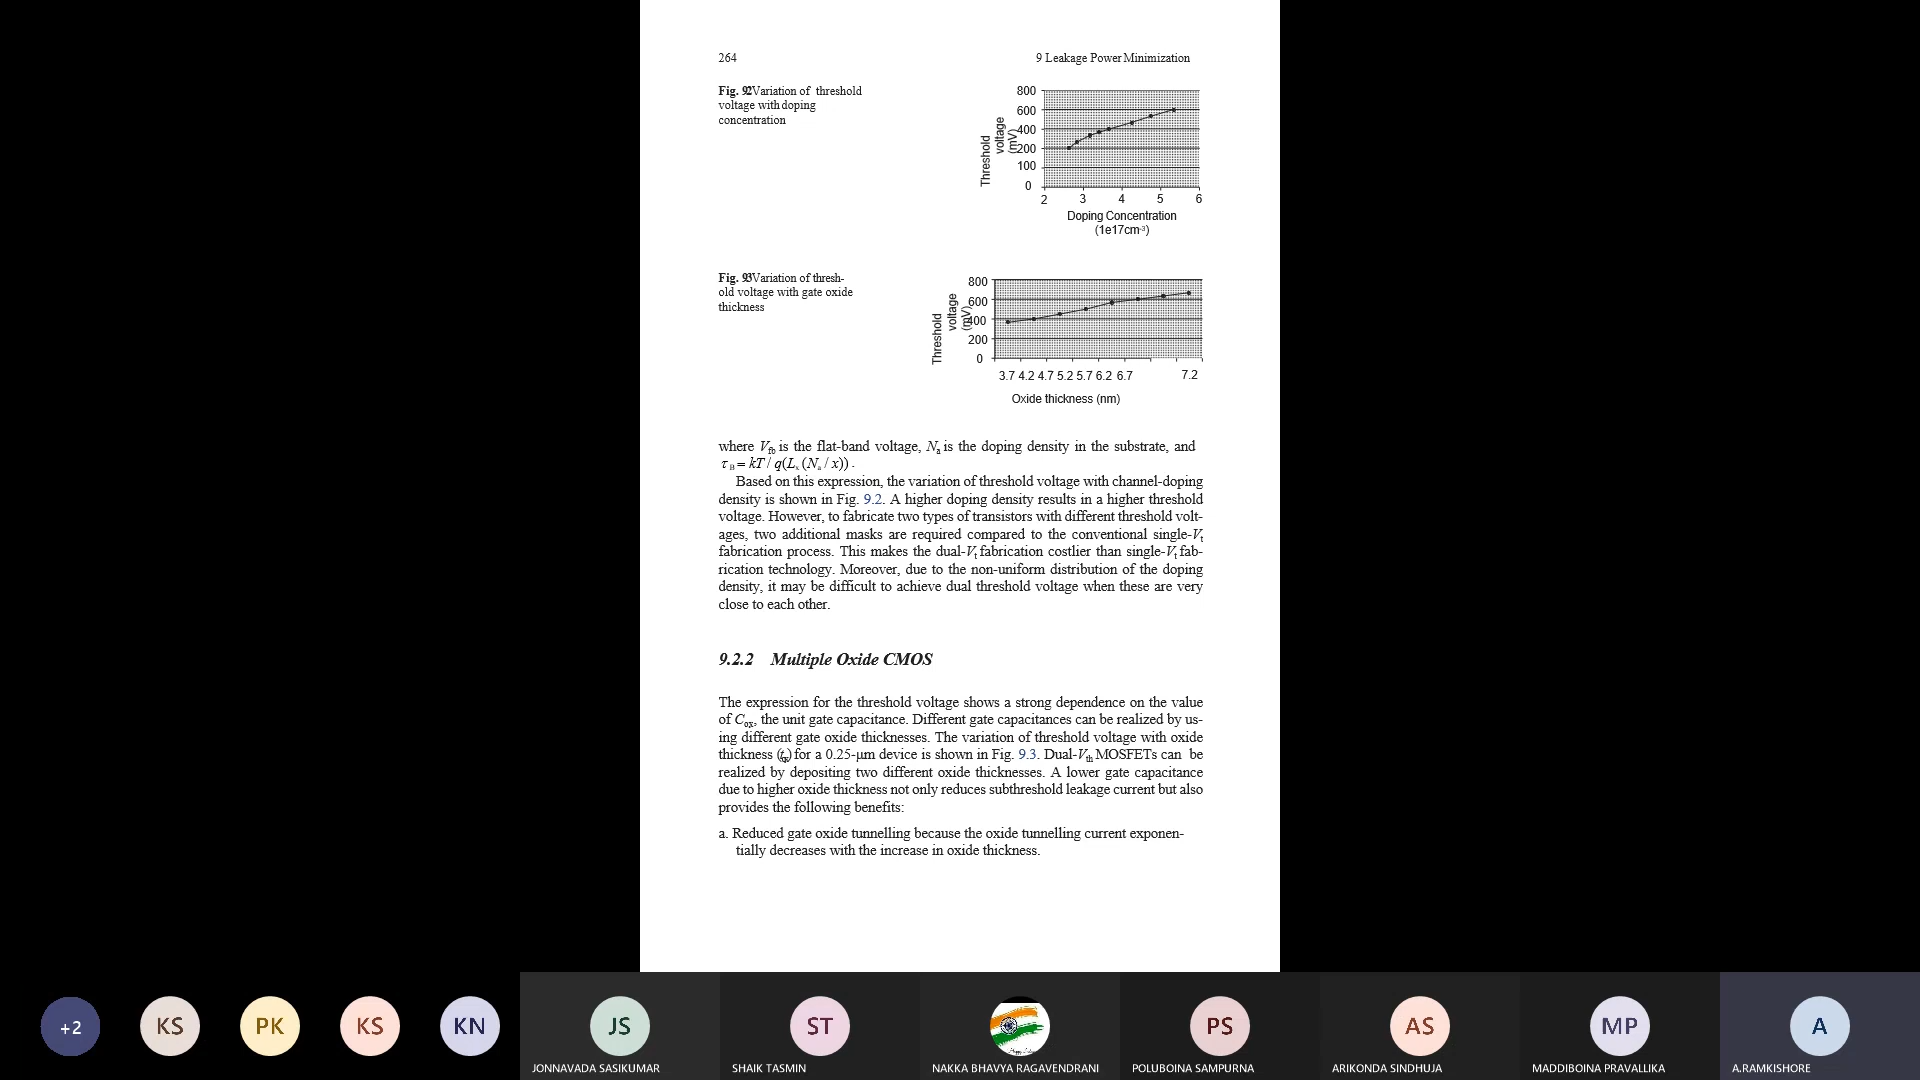 264
9 Leakage Power Minimization
Fig. 92 Variation of threshold
voltage with doping
concentration
Threshold
voltage
(mV)
800
600
400
200
100
0
2 3 4 5 6
Doping Concentration
(1e17cm-3)
Fig. 93 Variation of thresh-
old voltage with gate oxide
thickness
Threshold
voltage
(mV)
800
600
400
200
0
3.7 4.2 4.7 5.2 5.7 6.2 6.7 7.2
Oxide thickness (nm)
where Vfb is the flat-band voltage, Na is the doping density in the substrate, and
τB = kT / q(Lx (Na / x)) .
Based on this expression, the variation of threshold voltage with channel-doping
density is shown in Fig. 9.2. A higher doping density results in a higher threshold
voltage. However, to fabricate two types of transistors with different threshold volt-
ages, two additional masks are required compared to the conventional single-Vt
fabrication process. This makes the dual-Vt fabrication costlier than single-Vt fab-
rication technology. Moreover, due to the non-uniform distribution of the doping
density, it may be difficult to achieve dual threshold voltage when these are very
close to each other.
9.2.2 Multiple Oxide CMOS
The expression for the threshold voltage shows a strong dependence on the value
of Cox, the unit gate capacitance. Different gate capacitances can be realized by us-
ing different gate oxide thicknesses. The variation of threshold voltage with oxide
thickness (tox) for a 0.25-μm device is shown in Fig. 9.3. Dual-Vth MOSFETs can be
realized by depositing two different oxide thicknesses. A lower gate capacitance
due to higher oxide thickness not only reduces subthreshold leakage current but also
provides the following benefits:
a. Reduced gate oxide tunnelling because the oxide tunnelling current exponen-
tially decreases with the increase in oxide thickness.
+2 KS PK KS KN JS ST PS AS MP A
JONNAVADA SASIKUMAR SHAIK TASMIN NAKKA BHAVYA RAGAVENDRANI POLUBOINA SAMPURNA ARIKONDA SINDHUJA MADDIBOINA PRAVALLIKA A.RAMKISHORE